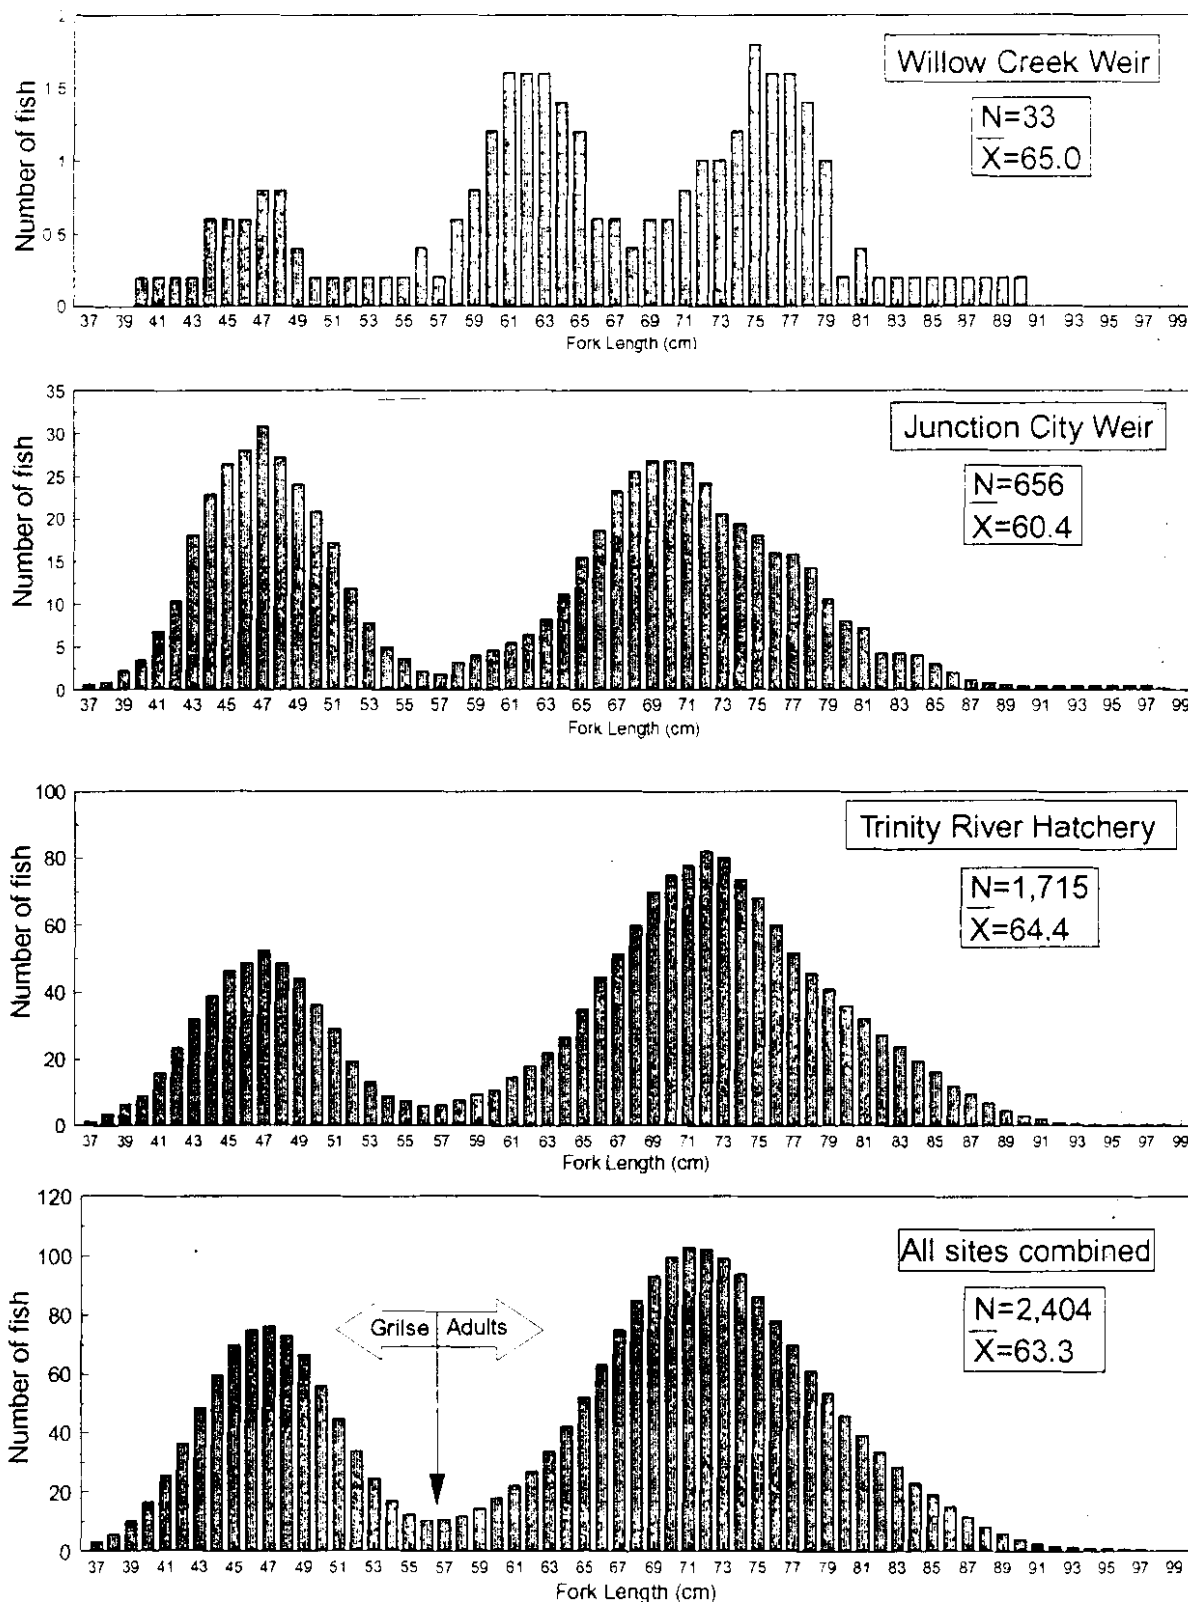 2
1 5
1
0 5
0
Number of fish
Willow Creek Weir
N=33
X=65.0
37 39 41 43 45 47 49 51 53 55 57 59 61 63 65 67 69 71 73 75 77 79 81 83 85 87 89 91 93 95 97 99
Fork Length (cm)
35
30
25
20
15
10
5
0
Number of fish
Junction City Weir
N=656
X=60.4
37 39 41 43 45 47 49 51 53 55 57 59 61 63 65 67 69 71 73 75 77 79 81 83 85 87 89 91 93 95 97 99
Fork Length (cm)
100
80
60
40
20
0
Number of fish
Trinity River Hatchery
N=1,715
X=64.4
37 39 41 43 45 47 49 51 53 55 57 59 61 63 65 67 69 71 73 75 77 79 81 83 85 87 89 91 93 95 97 99
Fork Length (cm)
120
100
80
60
40
20
0
Number of fish
All sites combined
N=2,404
X=63.3
Grilse Adults
37 39 41 43 45 47 49 51 53 55 57 59 61 63 65 67 69 71 73 75 77 79 81 83 85 87 89 91 93 95 97 99
Fork Length (cm)